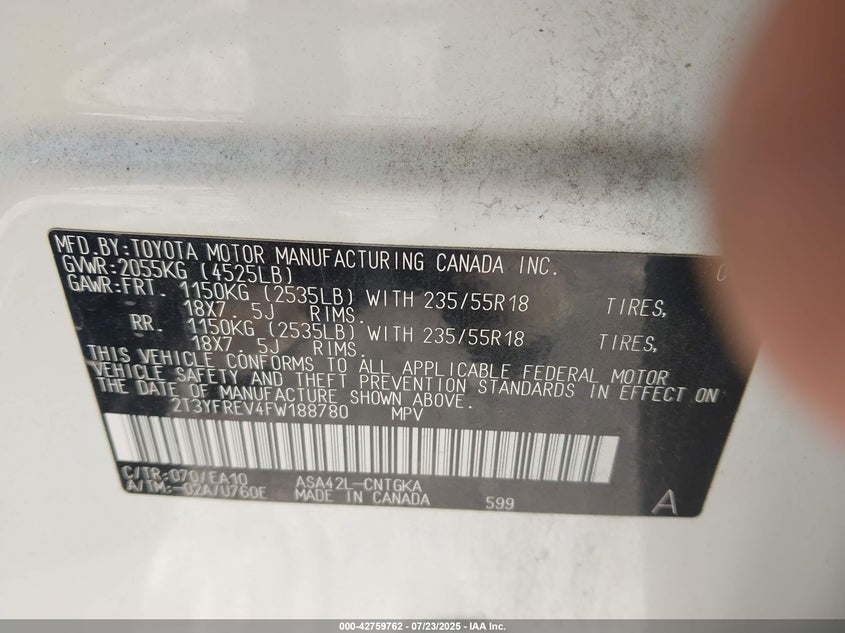 MFD.BY:TOYOTA MOTOR MANUFACTURING CANADA INC. 0
GVWR:2055KG (4525LB)
GAWR:FRT. 1150KG (2535LB) WITH 235/55R18 TIRES,
18X7. 5J RIMS.
RR. 1150KG (2535LB) WITH 235/55R18 TIRES,
18X7. 5J RIMS.
THIS VEHICLE CONFORMS TO ALL APPLICABLE FEDERAL MOTOR
VEHICLE SAFETY AND THEFT PREVENTION STANDARDS IN EFFECT ON
THE DATE OF MANUFACTURE SHOWN ABOVE.
2T3YFREV4FW188780 MPV
C/TR:070/EA10 ASA42L-CNTGKA
A/TM:-02A/U760E MADE IN CANADA 599 A
000-42759762 - 07/23/2025 - IAA Inc.